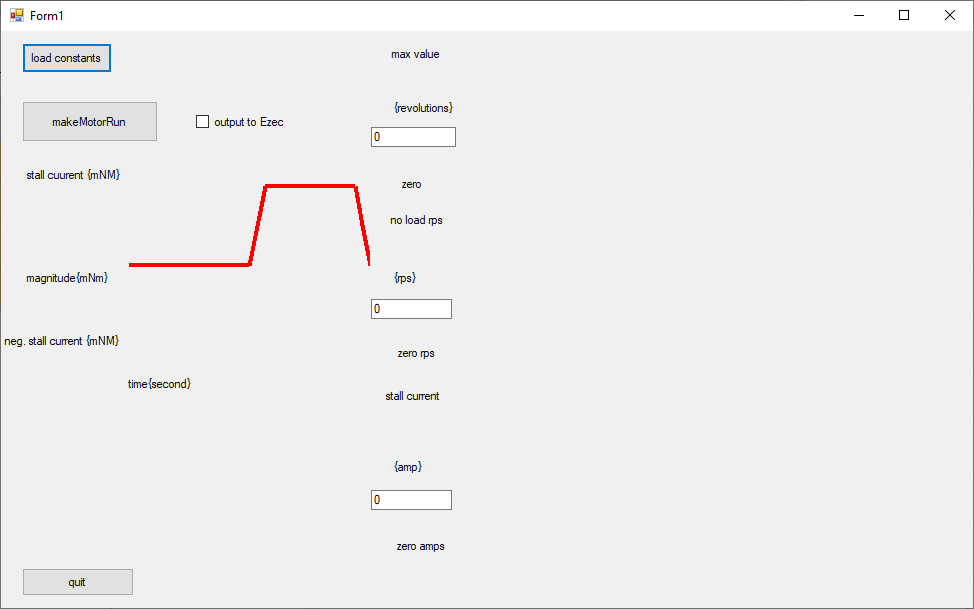 Form1
load constants
max value
{revolutions}
makeMotorRun
output to Ezec
0
stall cuurent {mNM}
zero
no load rps
magnitude{mNm}
{rps}
0
neg. stall current {mNM}
zero rps
time{second}
stall current
{amp}
0
zero amps
quit